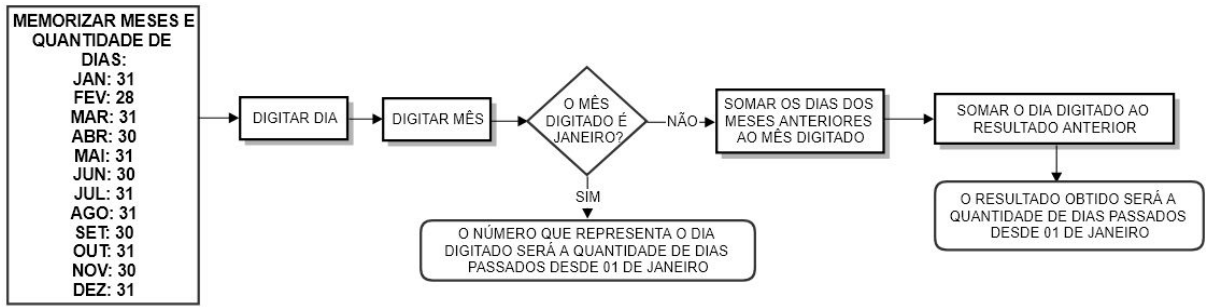 MEMORIZAR MESES E
QUANTIDADE DE
DIAS:
JAN: 31
FEV: 28
MAR: 31
ABR: 30
MAI: 31
JUN: 30
JUL: 31
AGO: 31
SET: 30
OUT: 31
NOV: 30
DEZ: 31
DIGITAR DIA
DIGITAR MÊS
O MÊS
DIGITADO É
JANEIRO?
NÃO
SIM
O NÚMERO QUE REPRESENTA O DIA
DIGITADO SERÁ A QUANTIDADE DE DIAS
PASSADOS DESDE 01 DE JANEIRO
SOMAR OS DIAS DOS
MESES ANTERIORES
AO MÊS DIGITADO
SOMAR O DIA DIGITADO AO
RESULTADO ANTERIOR
O RESULTADO OBTIDO SERÁ A
QUANTIDADE DE DIAS PASSADOS
DESDE 01 DE JANEIRO